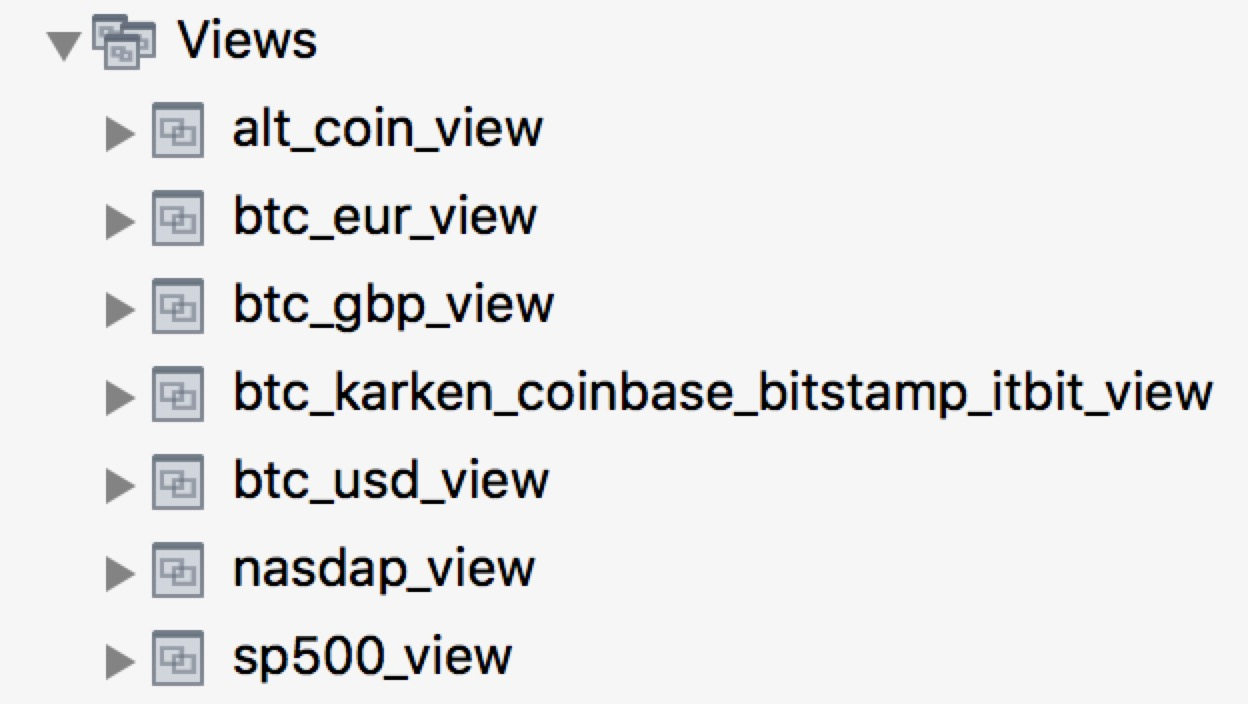 Views
alt_coin_view
btc_eur_view
btc_gbp_view
btc_karken_coinbase_bitstamp_itbit_view
btc_usd_view
nasdap_view
sp500_view